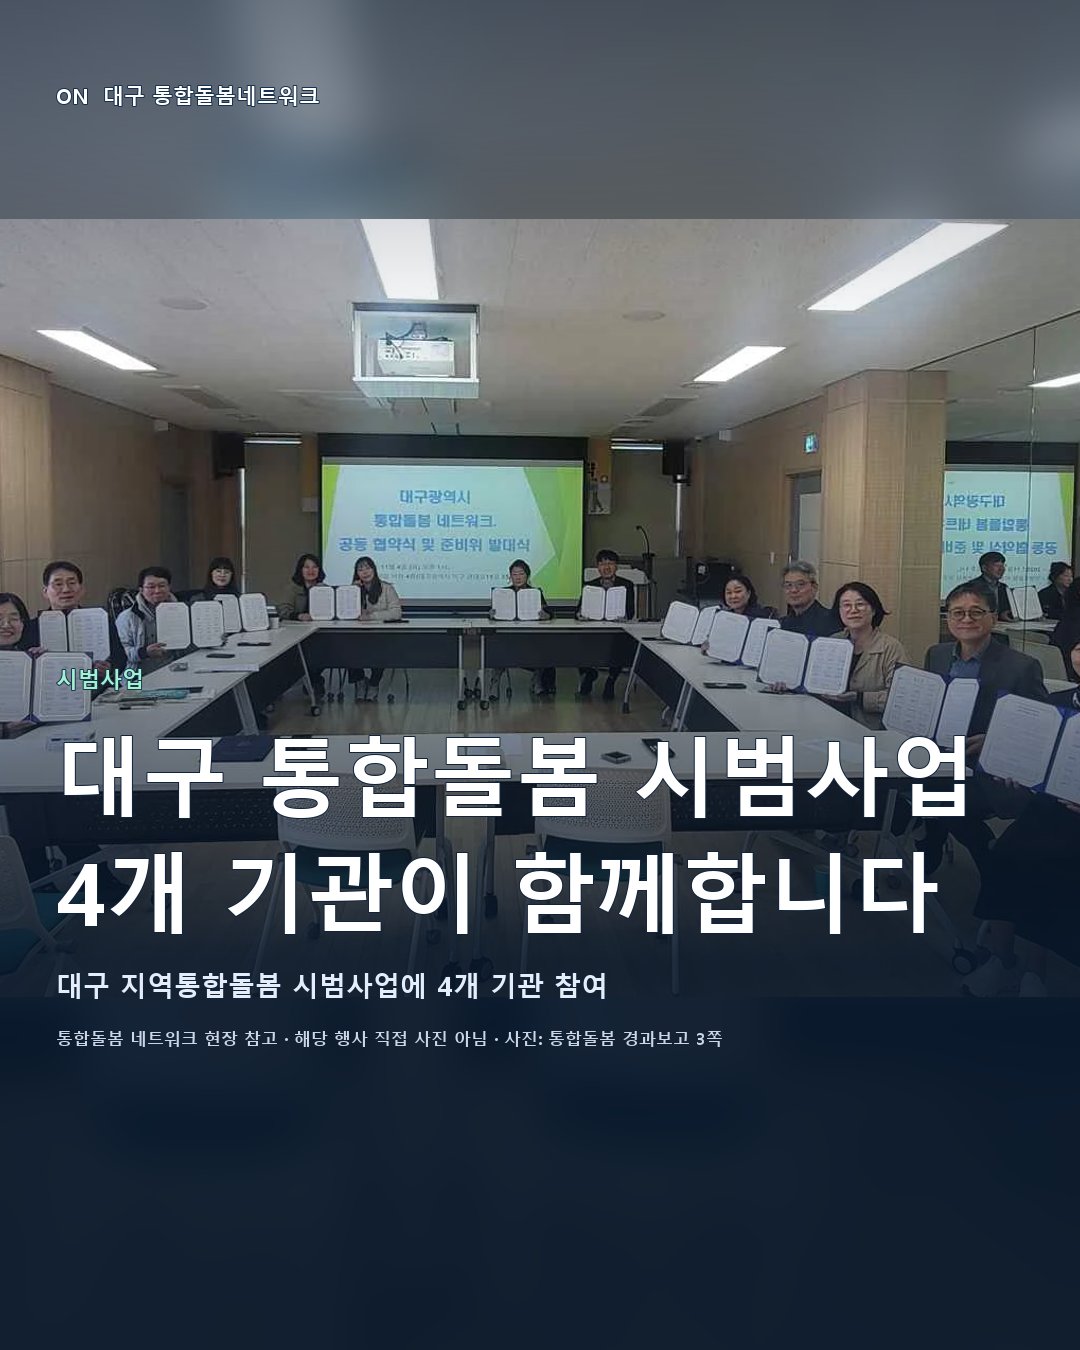 ON 대구 통합돌봄네트워크
대구광역시
통합돌봄 네트워크.
공동 협약식 및 준비위 발대식
시범사업
대구 통합돌봄 시범사업
4개 기관이 함께합니다
대구 지역통합돌봄 시범사업에 4개 기관 참여
통합돌봄 네트워크 현장 참고 · 해당 행사 직접 사진 아님 · 사진: 통합돌봄 경과보고 3쪽